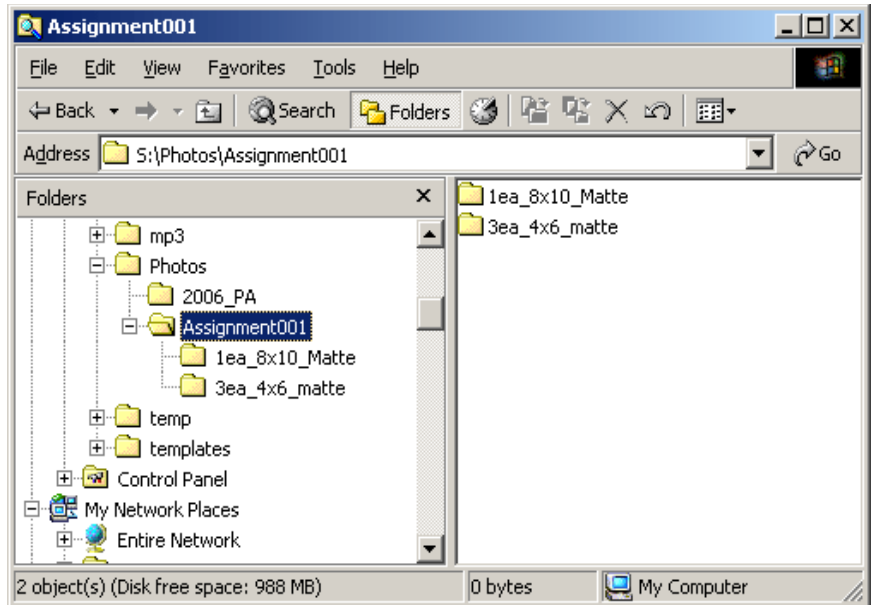 Assignment001
File Edit View Favorites Tools Help
Back Search Folders
Address S:\Photos\Assignment001 Go
Folders
mp3
Photos
2006_PA
Assignment001
1ea_8x10_Matte
3ea_4x6_matte
temp
templates
Control Panel
My Network Places
Entire Network
1ea_8x10_Matte
3ea_4x6_matte
2 object(s) (Disk free space: 988 MB) 0 bytes My Computer